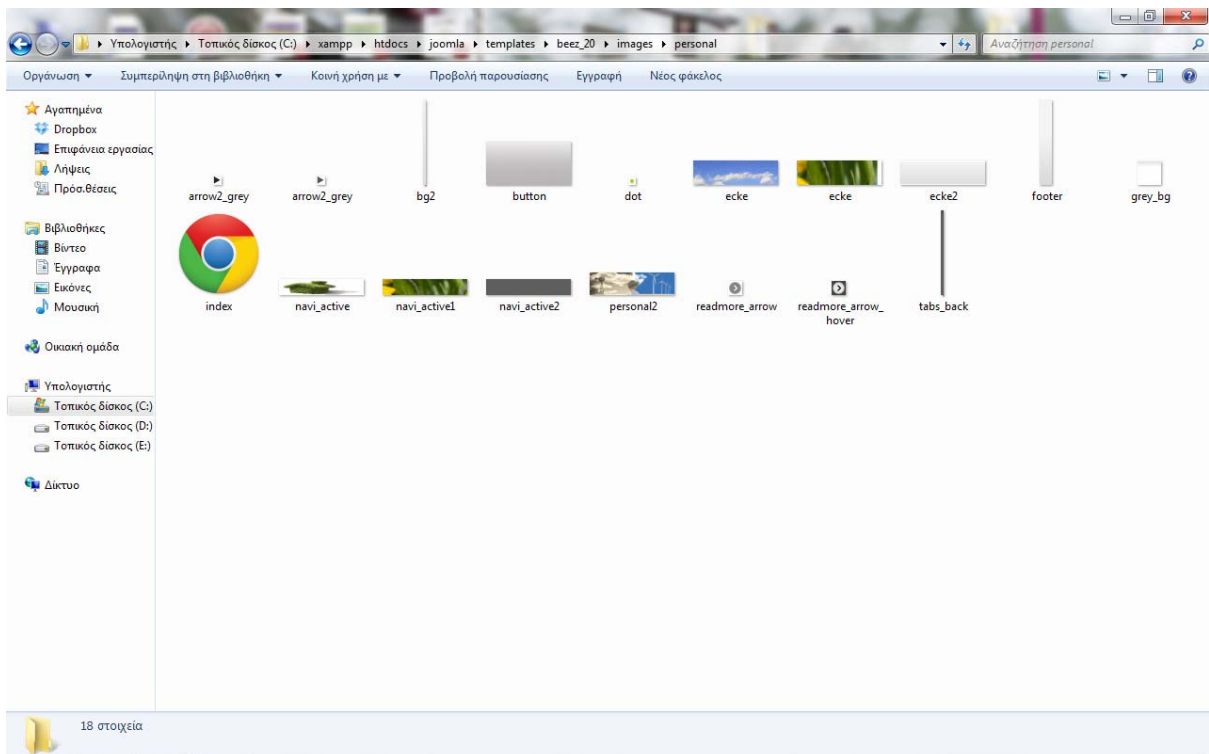 Υπολογιστής Τοπικός δίσκος (C:) xampp htdocs joomla templates beez_20 images personal Αναζήτηση personal
Οργάνωση Συμπερίληψη στη βιβλιοθήκη Κοινή χρήση με Προβολή παρουσίασης Εγγραφή Νέος φάκελος
Αγαπημένα
Dropbox
Επιφάνεια εργασίας
Λήψεις
Πρόσ.θέσεις
Βιβλιοθήκες
Βίντεο
Έγγραφα
Εικόνες
Μουσική
Οικιακή ομάδα
Υπολογιστής
Τοπικός δίσκος (C:)
Τοπικός δίσκος (D:)
Τοπικός δίσκος (E:)
Δίκτυο
arrow2_grey arrow2_grey bg2 button dot ecke ecke ecke2 footer grey_bg
index navi_active navi_active1 navi_active2 personal2 readmore_arrow readmore_arrow_ tabs_back
hover
18 στοιχεία